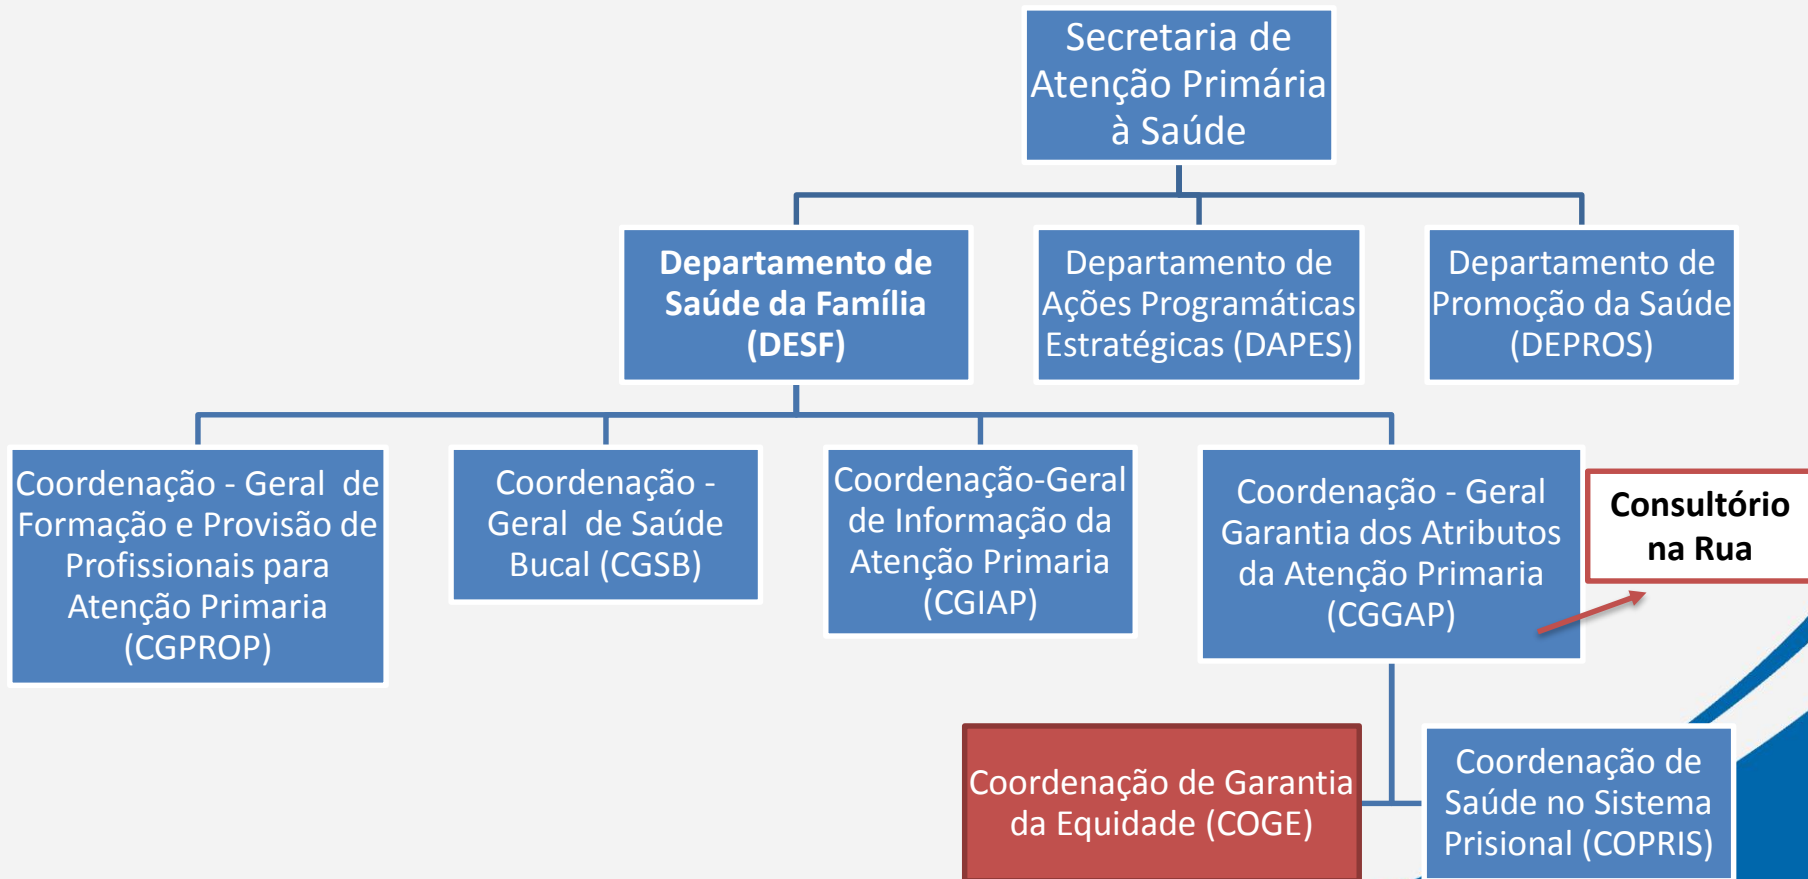 Secretaria de
Atenção Primária
à Saúde
Departamento de
Saúde da Família
(DESF)
Departamento de
Ações Programáticas
Estratégicas (DAPES)
Departamento de
Promoção da Saúde
(DEPROS)
Coordenação - Geral  de
Formação e Provisão de
Profissionais para
Atenção Primaria
(CGPROP)
Coordenação -
Geral  de Saúde
Bucal (CGSB)
Coordenação-Geral
de Informação da
Atenção Primaria
(CGIAP)
Coordenação - Geral
Garantia dos Atributos
da Atenção Primaria
(CGGAP)
Consultório
na Rua
Coordenação de Garantia
da Equidade (COGE)
Coordenação de
Saúde no Sistema
Prisional (COPRIS)